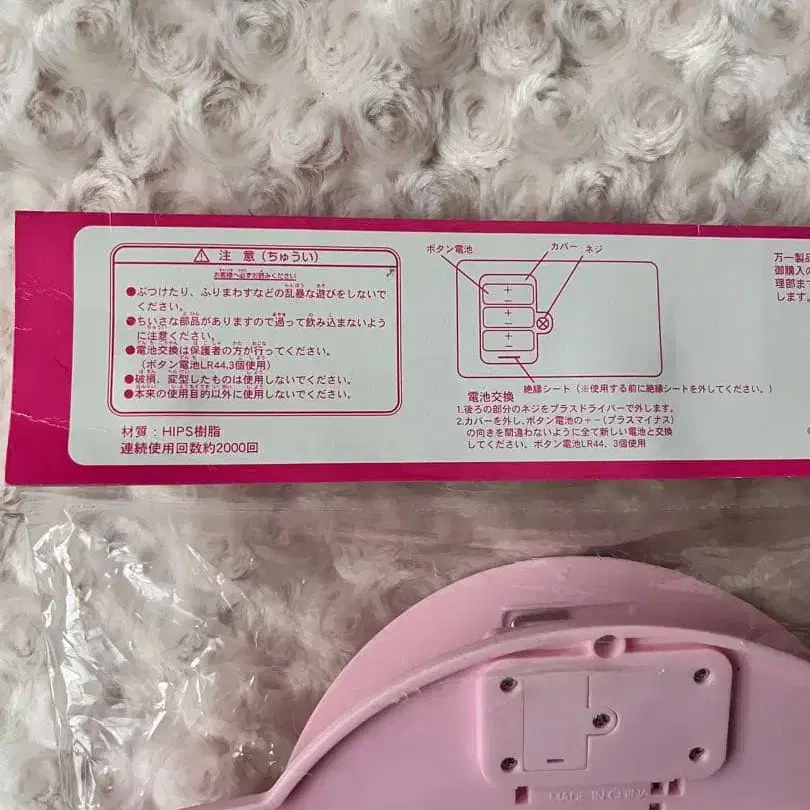 ⚠ 注 意 (ちゅうい)
お客様へ必ずお読みください
●ぶつけたり、ふりまわすなどの乱暴な遊びをしないで
ください。
●ちいさな部品がありますので誤って飲み込まないよう
に注意ください。
●電池交換は保護者の方が行ってください。
(ボタン電池LR44.3個使用)
●破損、変型したものは使用しないでください。
●本来の使用目的以外に使用しないでください。
材質:HIPS樹脂
連続使用回数約2000回
ボタン電池
カバー
ネジ
+
−
+
−
+
−
絶縁シート(※使用する前に絶縁シートを外してください。)
電池交換
1.後ろの部分のネジをプラスドライバーで外します。
2.カバーを外し、ボタン電池の+−(プラスマイナス)
の向きを間違わないように全て新しい電池と交換
してください。ボタン電池LR44、3個使用
万一製品
御購入の
理部まで
します。
MADE IN CHINA